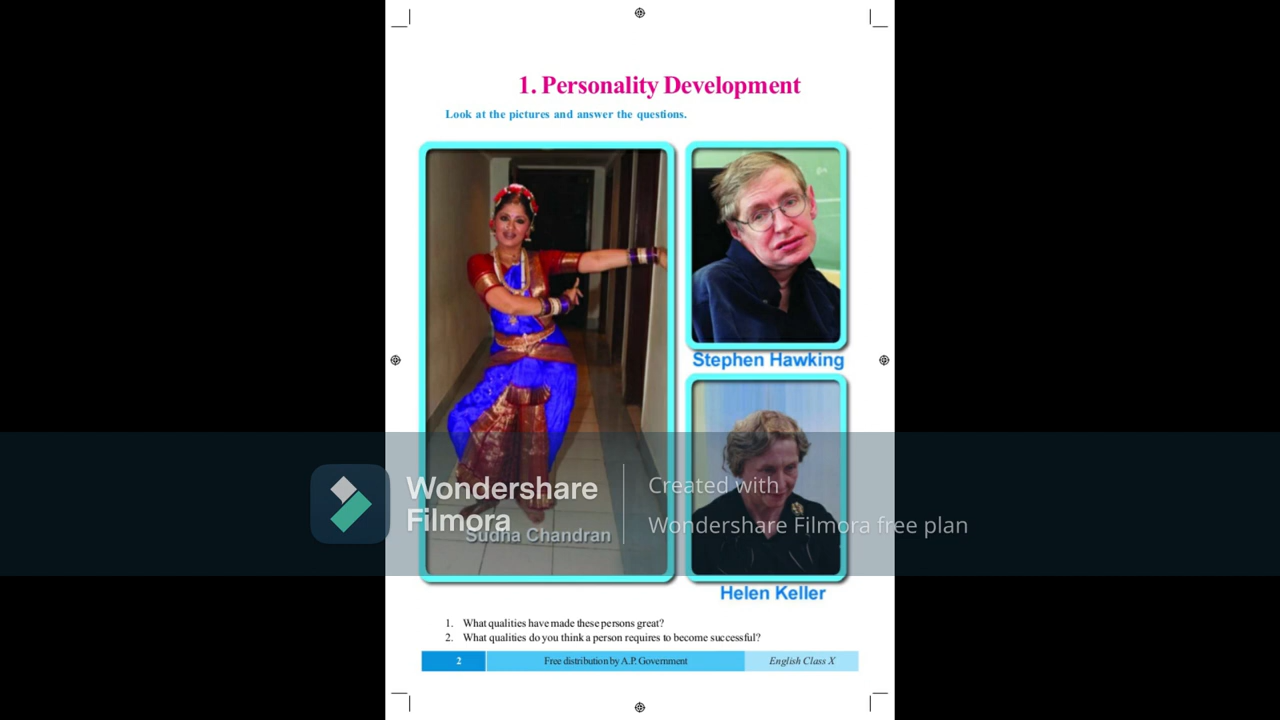 1. Personality Development
Look at the pictures and answer the questions.
Stephen Hawking
Wondershare
Filmora
Created with
Wondershare Filmora free plan
Sudha Chandran
Helen Keller
1. What qualities have made these persons great?
2. What qualities do you think a person requires to become successful?
2
Free distribution by A.P. Government
English Class X